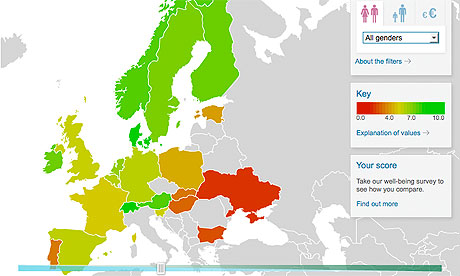 c€
All genders
About the filters →
Key
0.0 4.0 7.0 10.0
Explanation of values →
Your score
Take our well-being survey to
see how you compare.
Find out more